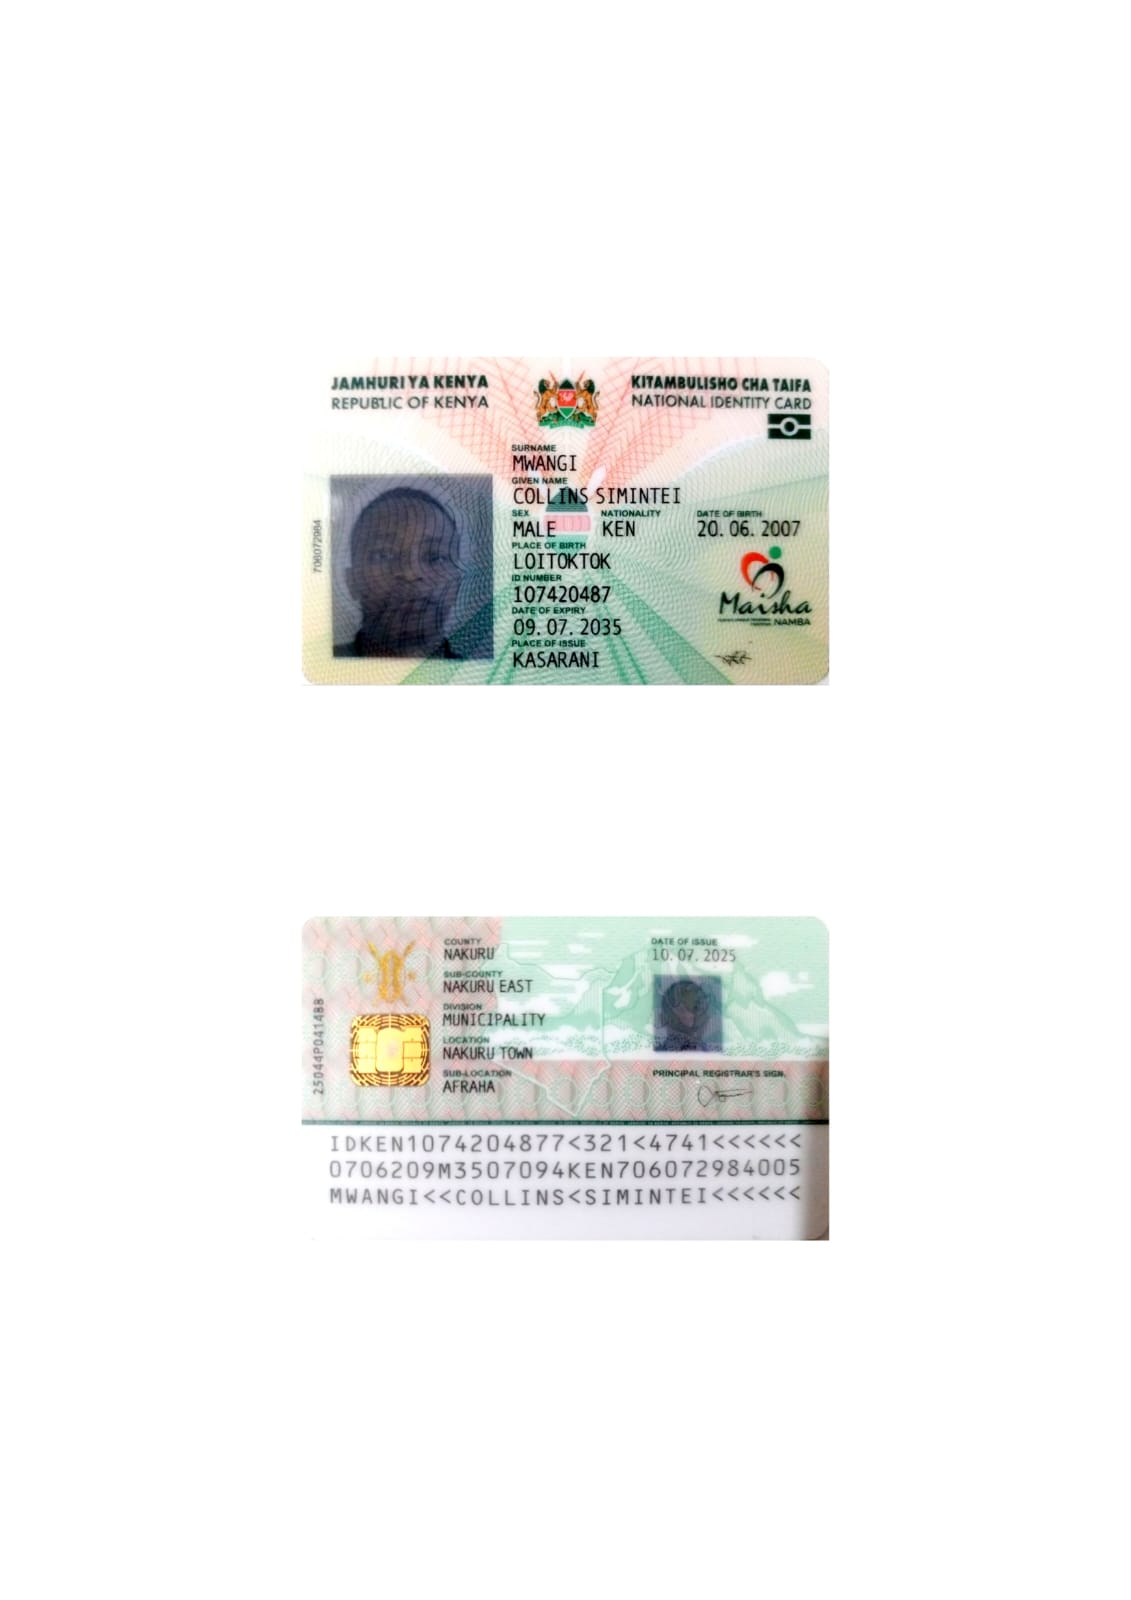 JAMHURI YA KENYA
REPUBLIC OF KENYA
KITAMBULISHO CHA TAIFA
NATIONAL IDENTITY CARD
SURNAME
MWANGI
GIVEN NAME
COLLINS SIMINTEI
SEX NATIONALITY DATE OF BIRTH
MALE KEN 20. 06. 2007
PLACE OF BIRTH
LOITOKTOK
ID NUMBER
107420487
DATE OF EXPIRY
09. 07. 2035
PLACE OF ISSUE
KASARANI
706072984
Maisha
NAMBA
COUNTY
NAKURU
SUB-COUNTY
NAKURU EAST
DIVISION
MUNICIPALITY
LOCATION
NAKURU TOWN
SUB-LOCATION
AFRAHA
DATE OF ISSUE
10. 07. 2025
PRINCIPAL REGISTRAR'S SIGN.
25044P041488
IDKEN1074204877<321<4741<<<<<<
0706209M3507094KEN706072984005
MWANGI<<COLLINS<SIMINTEI<<<<<<